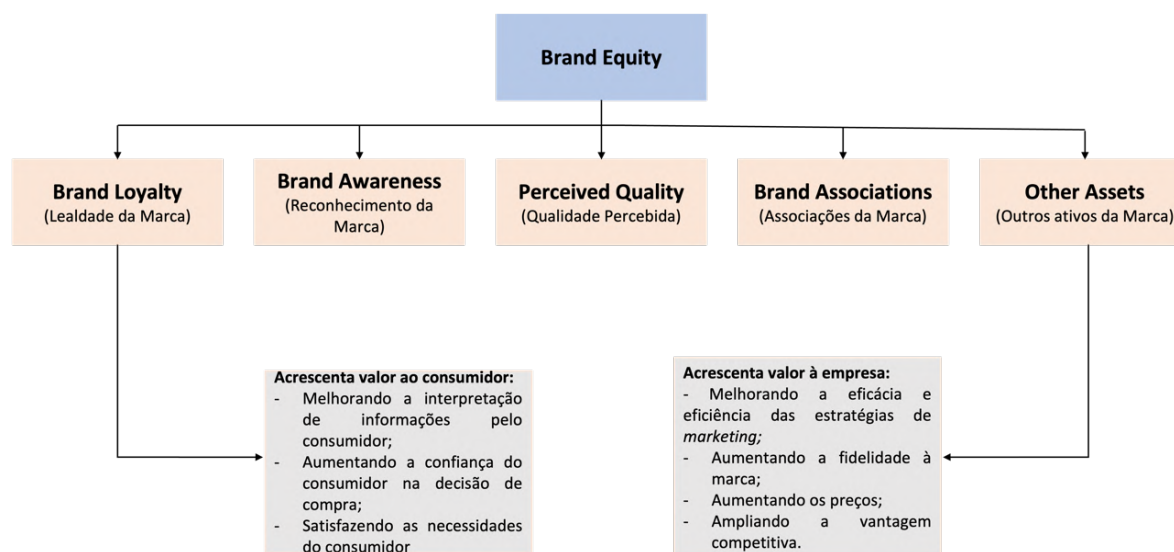 Brand Equity
Brand Loyalty
(Lealdade da Marca)
Brand Awareness
(Reconhecimento da
Marca)
Perceived Quality
(Qualidade Percebida)
Brand Associations
(Associações da Marca)
Other Assets
(Outros ativos da Marca)
Acrescenta valor ao consumidor:
- Melhorando a interpretação
de informações pelo
consumidor;
- Aumentando a confiança do
consumidor na decisão de
compra;
- Satisfazendo as necessidades
do consumidor
Acrescenta valor à empresa:
- Melhorando a eficácia e
eficiência das estratégias de
marketing;
- Aumentando a fidelidade à
marca;
- Aumentando os preços;
- Ampliando a vantagem
competitiva.